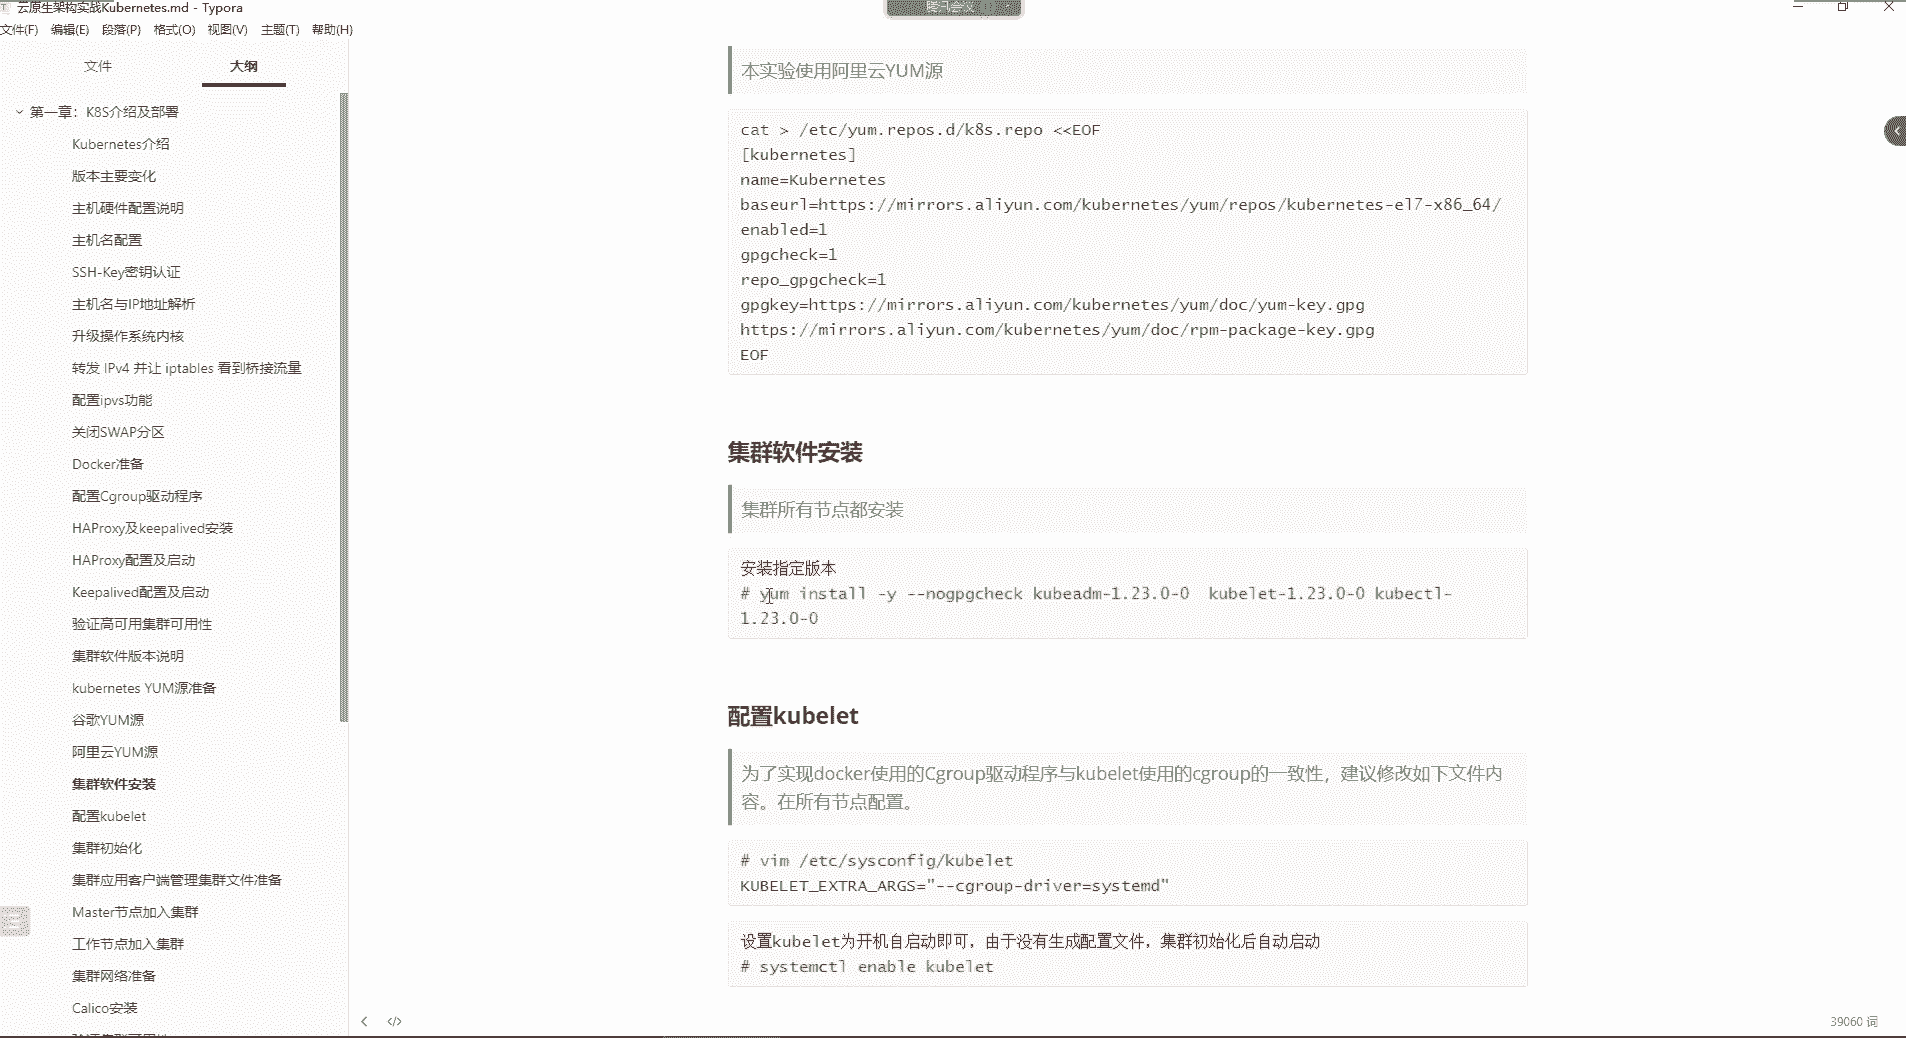 云原生架构实战Kubernetes.md - Typora
腾讯会议
文件(F) 编辑(E) 段落(P) 格式(O) 视图(V) 主题(T) 帮助(H)
文件 大纲
第一章：K8S介绍及部署
Kubernetes介绍
版本主要变化
主机硬件配置说明
主机名配置
SSH-Key密钥认证
主机名与IP地址解析
升级操作系统内核
转发 IPv4 并让 iptables 看到桥接流量
配置ipvs功能
关闭SWAP分区
Docker准备
配置Cgroup驱动程序
HAProxy及keepalived安装
HAProxy配置及启动
Keepalived配置及启动
验证高可用集群可用性
集群软件版本说明
kubernetes YUM源准备
谷歌YUM源
阿里云YUM源
集群软件安装
配置kubelet
集群初始化
集群应用客户端管理集群文件准备
Master节点加入集群
工作节点加入集群
集群网络准备
Calico安装
本实验使用阿里云YUM源
cat > /etc/yum.repos.d/k8s.repo <<EOF
[kubernetes]
name=Kubernetes
baseurl=https://mirrors.aliyun.com/kubernetes/yum/repos/kubernetes-el7-x86_64/
enabled=1
gpgcheck=1
repo_gpgcheck=1
gpgkey=https://mirrors.aliyun.com/kubernetes/yum/doc/yum-key.gpg
https://mirrors.aliyun.com/kubernetes/yum/doc/rpm-package-key.gpg
EOF
集群软件安装
集群所有节点都安装
安装指定版本
# yum install -y --nogpgcheck kubeadm-1.23.0-0  kubelet-1.23.0-0 kubectl-
1.23.0-0
配置kubelet
为了实现docker使用的Cgroup驱动程序与kubelet使用的cgroup的一致性，建议修改如下文件内
容。在所有节点配置。
# vim /etc/sysconfig/kubelet
KUBELET_EXTRA_ARGS="--cgroup-driver=systemd"
设置kubelet为开机自启动即可，由于没有生成配置文件，集群初始化后自动启动
# systemctl enable kubelet
39060 词